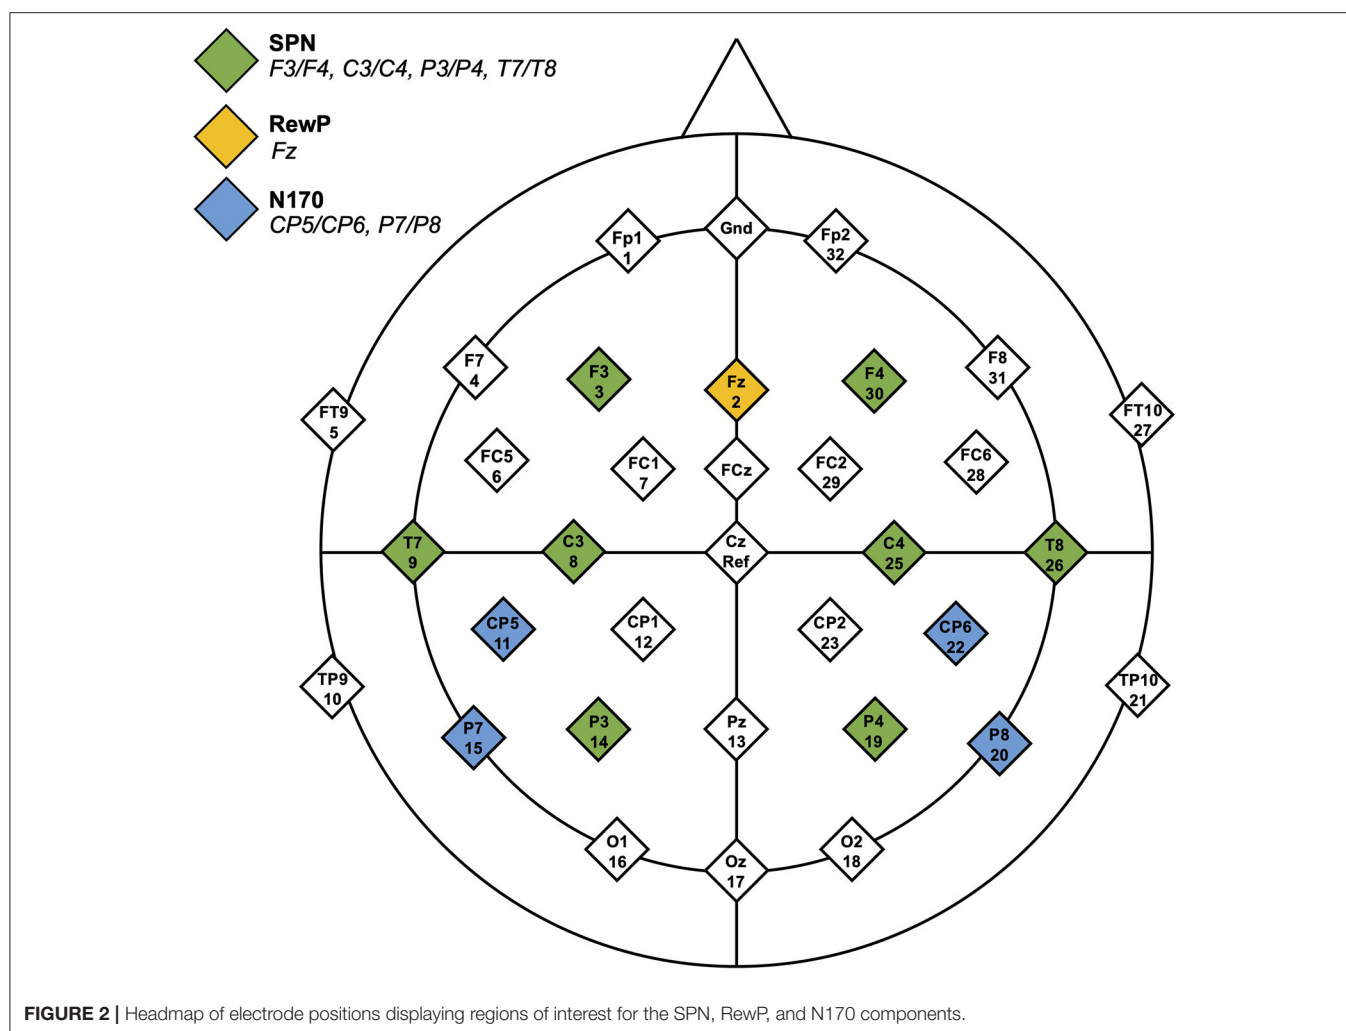 SPN
F3/F4, C3/C4, P3/P4, T7/T8
RewP
Fz
N170
CP5/CP6, P7/P8
Gnd
Fp1
1
Fp2
32
F7
4
F3
3
Fz
2
F4
30
F8
31
FT9
5
FT10
27
FC5
6
FC1
7
FCz
FC2
29
FC6
28
T7
9
C3
8
Cz
Ref
C4
25
T8
26
CP5
11
CP1
12
CP2
23
CP6
22
TP9
10
TP10
21
P7
15
P3
14
Pz
13
P4
19
P8
20
O1
16
Oz
17
O2
18
FIGURE 2 | Headmap of electrode positions displaying regions of interest for the SPN, RewP, and N170 components.